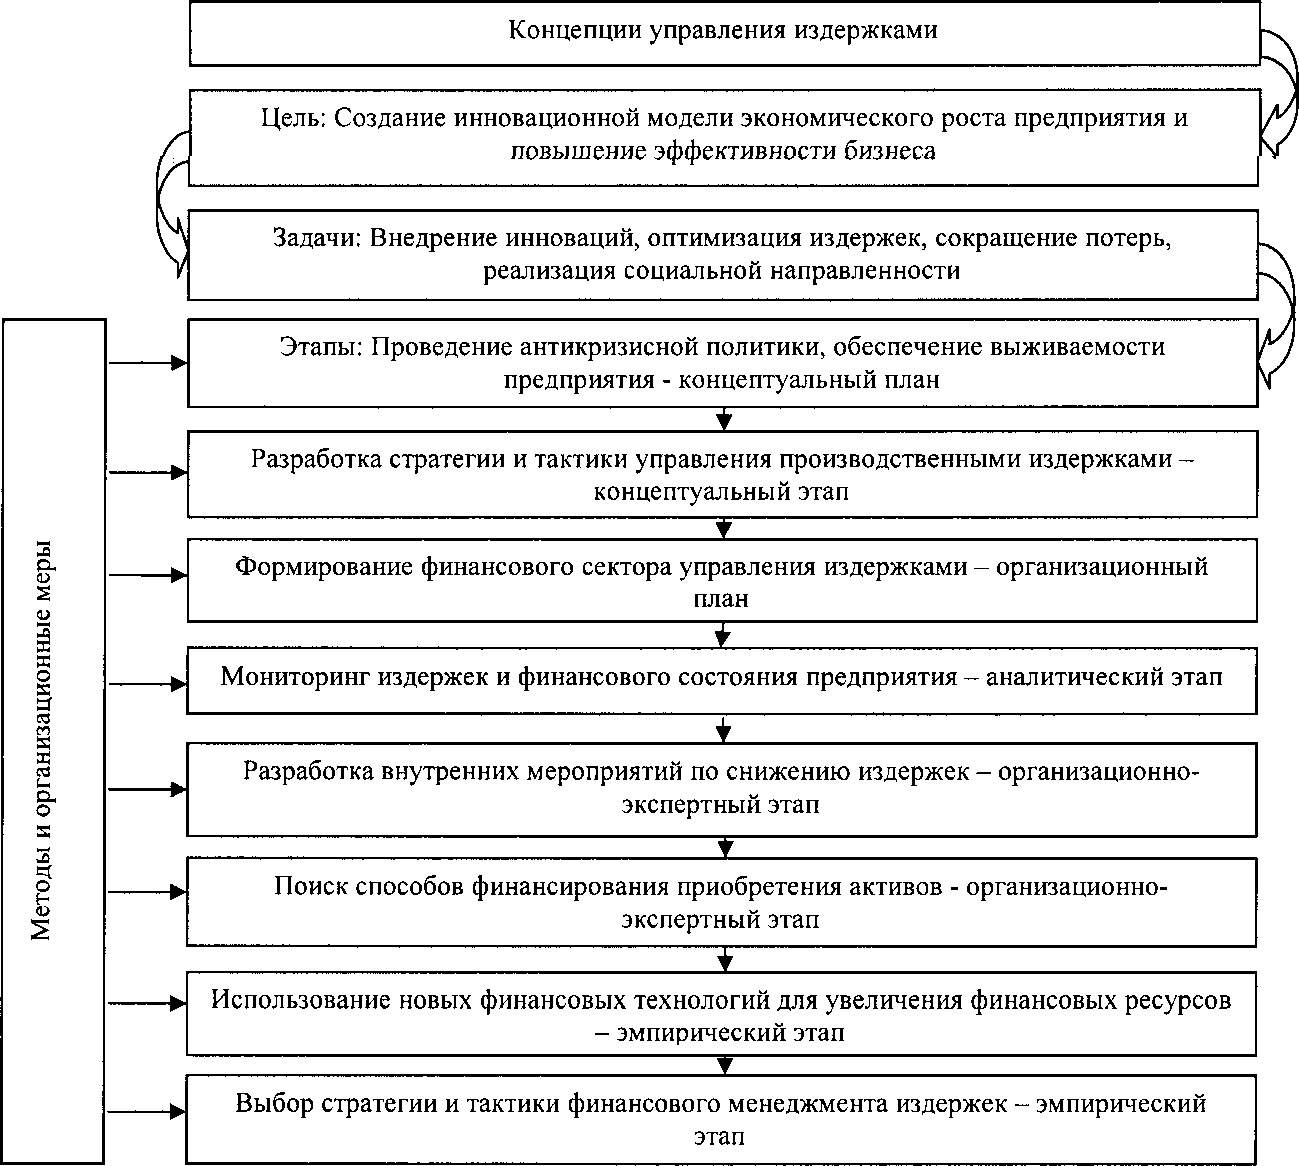 Концепции управления издержками
Цель: Создание инновационной модели экономического роста предприятия и
повышение эффективности бизнеса
Задачи: Внедрение инноваций, оптимизация издержек, сокращение потерь,
реализация социальной направленности
Методы и организационные меры
Этапы: Проведение антикризисной политики, обеспечение выживаемости
предприятия - концептуальный план
Разработка стратегии и тактики управления производственными издержками –
концептуальный этап
Формирование финансового сектора управления издержками – организационный
план
Мониторинг издержек и финансового состояния предприятия – аналитический этап
Разработка внутренних мероприятий по снижению издержек – организационно-
экспертный этап
Поиск способов финансирования приобретения активов - организационно-
экспертный этап
Использование новых финансовых технологий для увеличения финансовых ресурсов
– эмпирический этап
Выбор стратегии и тактики финансового менеджмента издержек – эмпирический
этап